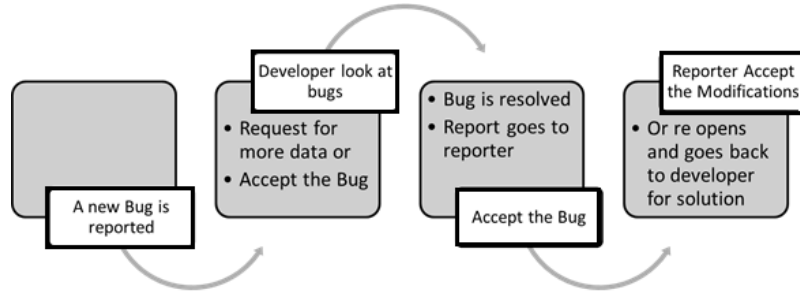 A new Bug is
reported
Developer look at
bugs
• Request for
more data or
• Accept the Bug
• Bug is resolved
• Report goes to
reporter
Accept the Bug
Reporter Accept
the Modifications
• Or re opens
and goes back
to developer
for solution